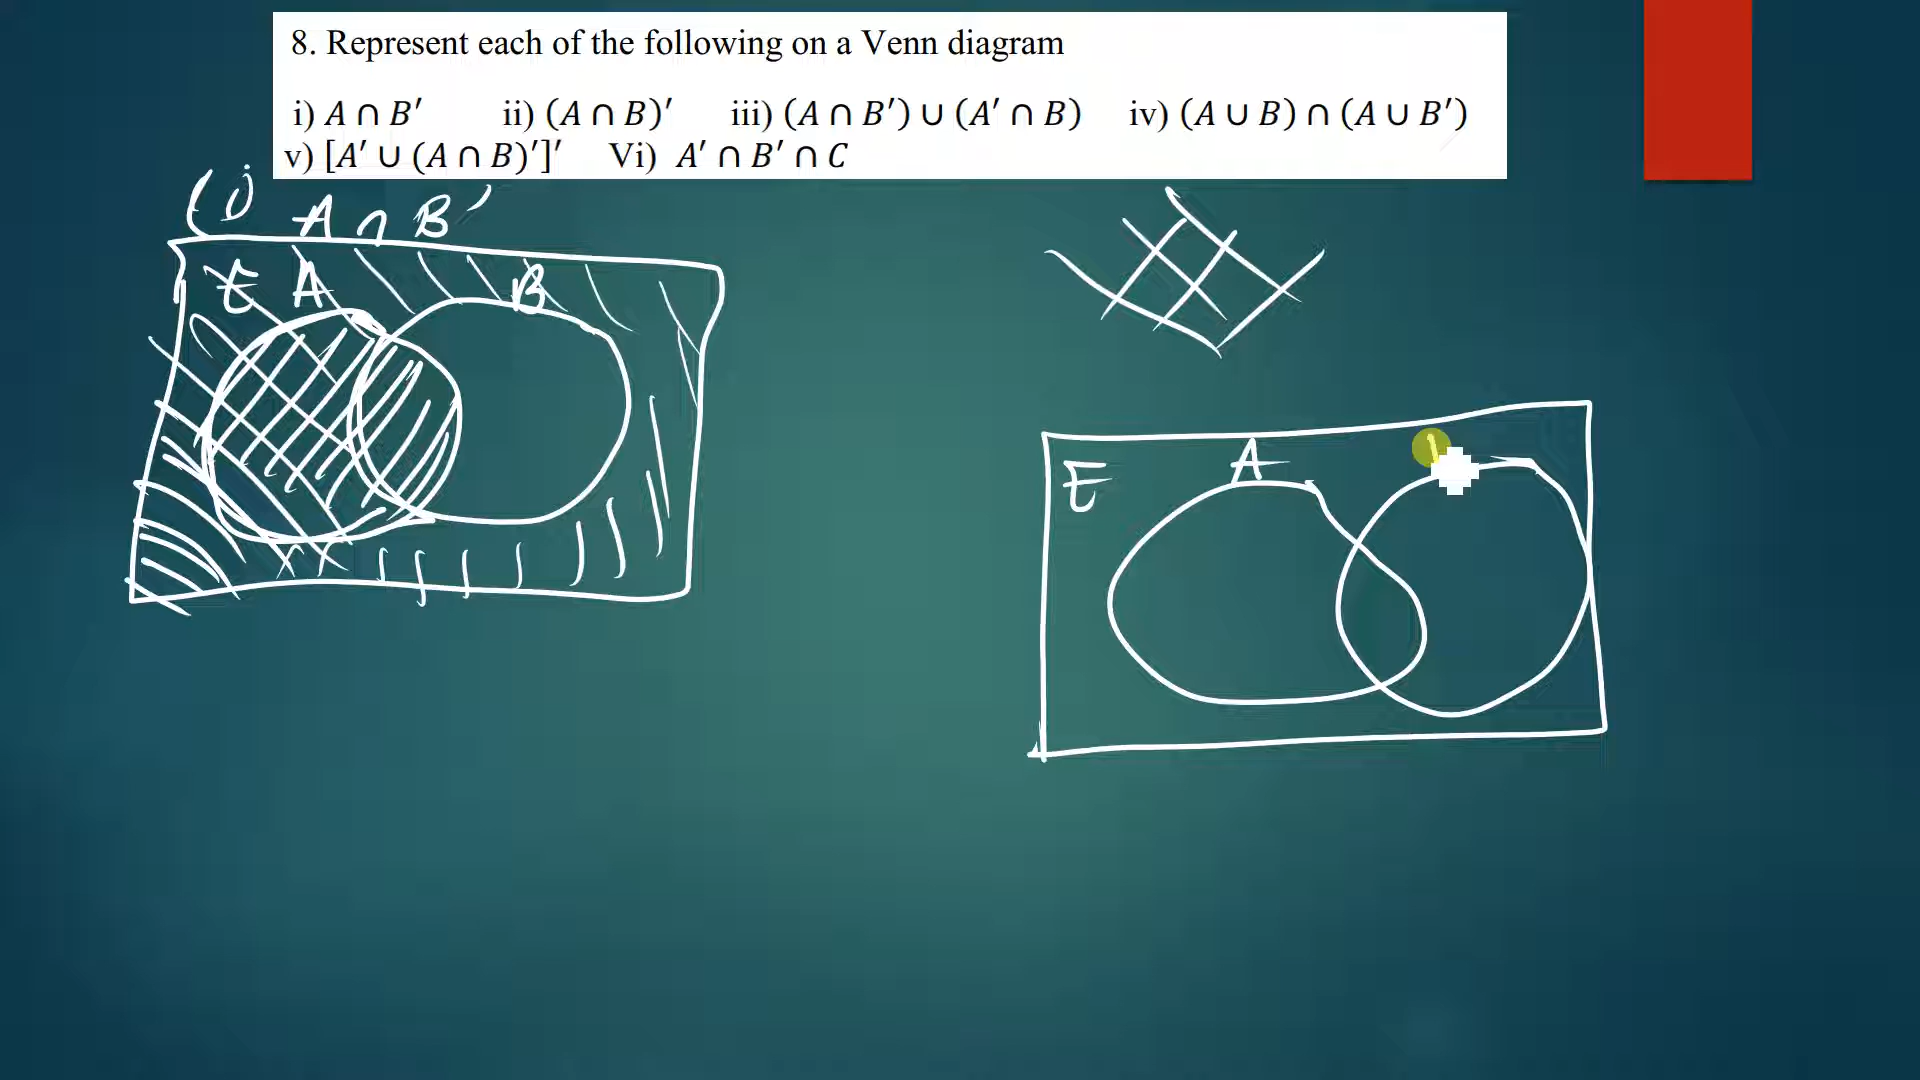 8. Represent each of the following on a Venn diagram
i) A ∩ B′ ii) (A ∩ B)′ iii) (A ∩ B′) ∪ (A′ ∩ B) iv) (A ∪ B) ∩ (A ∪ B′)
v) [A′ ∪ (A ∩ B)′]′ Vi) A′ ∩ B′ ∩ C
(i) A ∩ B′
E A B
E A